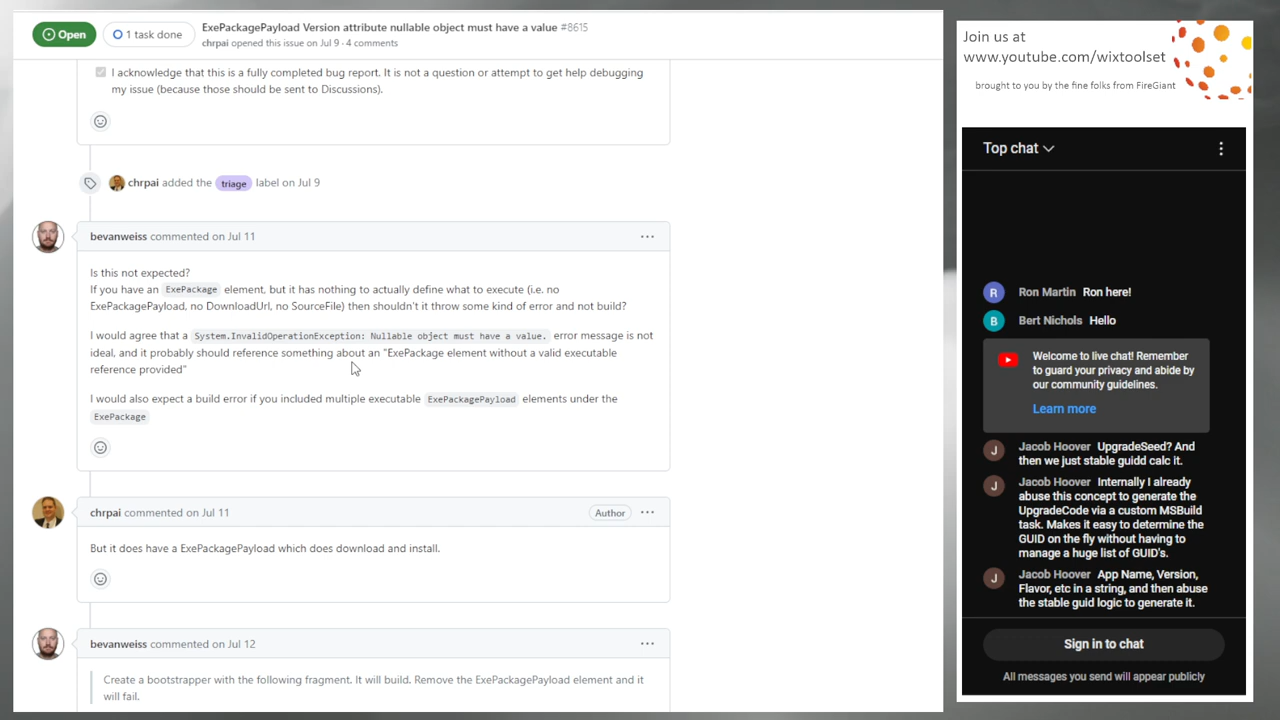 Open
1 task done
ExePackagePayload Version attribute nullable object must have a value #8615
chrpai opened this issue on Jul 9 · 4 comments
I acknowledge that this is a fully completed bug report. It is not a question or attempt to get help debugging
my issue (because those should be sent to Discussions).
chrpai added the triage label on Jul 9
bevanweiss commented on Jul 11
Is this not expected?
If you have an ExePackage element, but it has nothing to actually define what to execute (i.e. no
ExePackagePayload, no DownloadUrl, no SourceFile) then shouldn't it throw some kind of error and not build?
I would agree that a System.InvalidOperationException: Nullable object must have a value. error message is not
ideal, and it probably should reference something about an "ExePackage element without a valid executable
reference provided"
I would also expect a build error if you included multiple executable ExePackagePayload elements under the
ExePackage
chrpai commented on Jul 11
Author
But it does have a ExePackagePayload which does download and install.
bevanweiss commented on Jul 12
Create a bootstrapper with the following fragment. It will build. Remove the ExePackagePayload element and it
will fail.
Join us at
www.youtube.com/wixtoolset
brought to you by the fine folks from FireGiant
Top chat
R
Ron Martin Ron here!
B
Bert Nichols Hello
Welcome to live chat! Remember
to guard your privacy and abide by
our community guidelines.
Learn more
J
Jacob Hoover UpgradeSeed? And
then we just stable guidd calc it.
J
Jacob Hoover Internally I already
abuse this concept to generate the
UpgradeCode via a custom MSBuild
task. Makes it easy to determine the
GUID on the fly without having to
manage a huge list of GUID's.
J
Jacob Hoover App Name, Version,
Flavor, etc in a string, and then abuse
the stable guid logic to generate it.
Sign in to chat
All messages you send will appear publicly